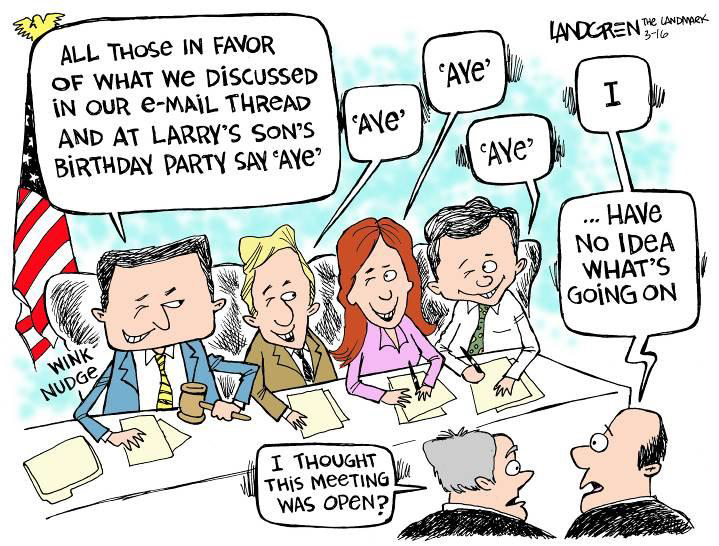 LANDGREN THE LANDMARK
3-16
ALL THOSE IN FAVOR
OF WHAT WE DISCUSSED
IN OUR e-MAIL THREAD
AND AT LARRY'S SON'S
BIRTHDAY PARTY SAY 'AYE'
'AYE'
'AYE'
'AYE'
I
... HAVE
NO IDEA
WHAT'S
GOING ON
WINK
NUDGE
I THOUGHT
THIS MEETING
WAS OPEN?